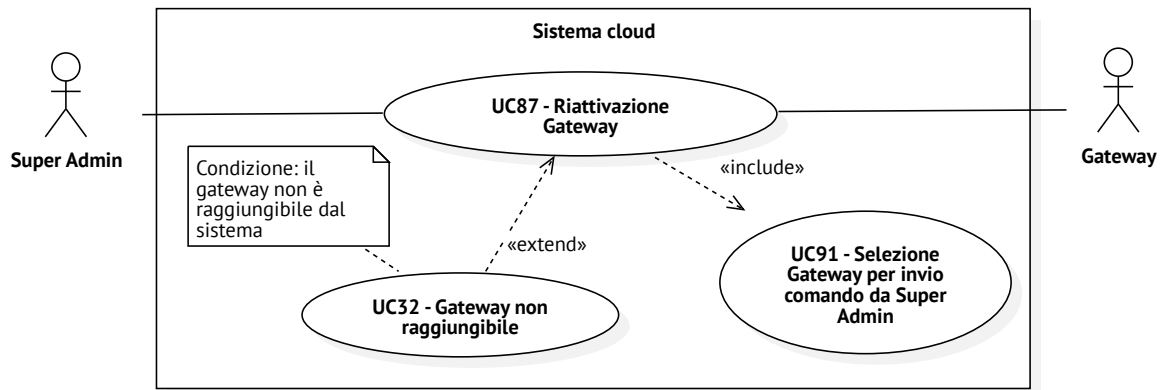 Sistema cloud
UC87 - Riattivazione
Gateway
Super Admin
Gateway
Condizione: il
gateway non è
raggiungibile dal
sistema
«include»
«extend»
UC91 - Selezione
Gateway per invio
comando da Super
Admin
UC32 - Gateway non
raggiungibile